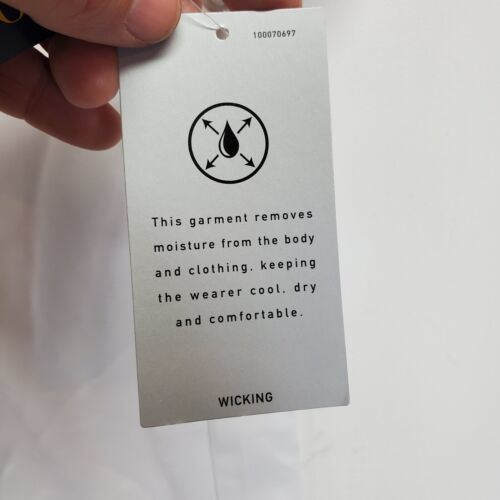 100070697
This garment removes
moisture from the body
and clothing, keeping
the wearer cool, dry
and comfortable.
WICKING